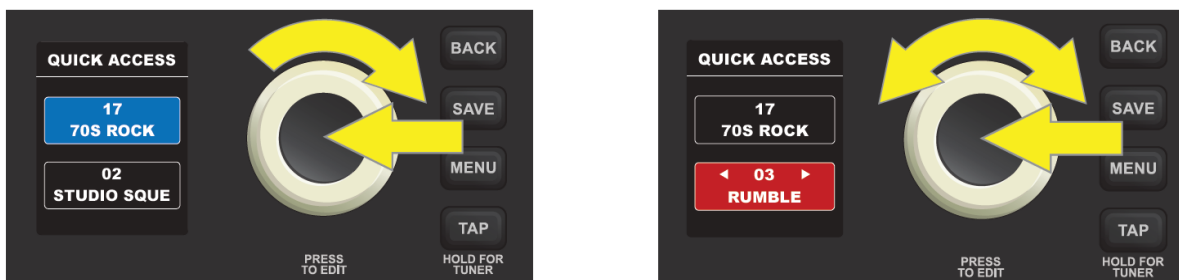 QUICK ACCESS
17
70S ROCK
02
STUDIO SQUE
BACK
SAVE
MENU
TAP
PRESS
TO EDIT
HOLD FOR
TUNER
QUICK ACCESS
17
70S ROCK
03
RUMBLE
BACK
SAVE
MENU
TAP
PRESS
TO EDIT
HOLD FOR
TUNER